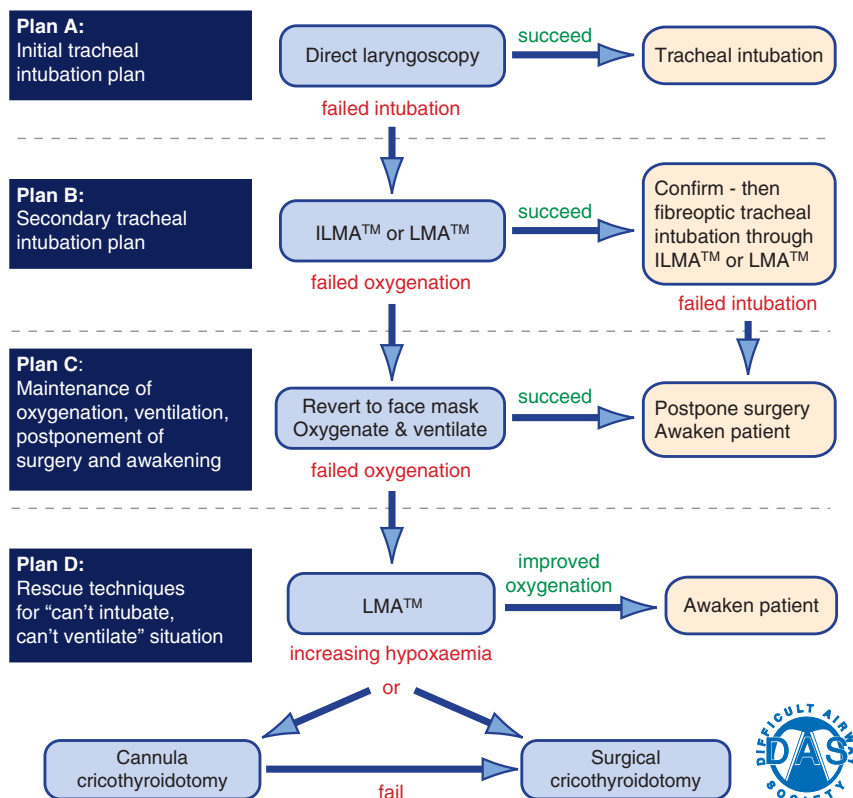 Plan A:
Initial tracheal
intubation plan
Direct laryngoscopy
succeed
Tracheal intubation
failed intubation
Plan B:
Secondary tracheal
intubation plan
ILMA™ or LMA™
succeed
Confirm - then
fibreoptic tracheal
intubation through
ILMA™ or LMA™
failed oxygenation
failed intubation
Plan C:
Maintenance of
oxygenation, ventilation,
postponement of
surgery and awakening
Revert to face mask
Oxygenate & ventilate
succeed
Postpone surgery
Awaken patient
failed oxygenation
Plan D:
Rescue techniques
for “can’t intubate,
can’t ventilate” situation
LMA™
improved
oxygenation
Awaken patient
increasing hypoxaemia
or
Cannula
cricothyroidotomy
fail
Surgical
cricothyroidotomy
DIFFICULT AIRWAY
DAS
SOCIETY